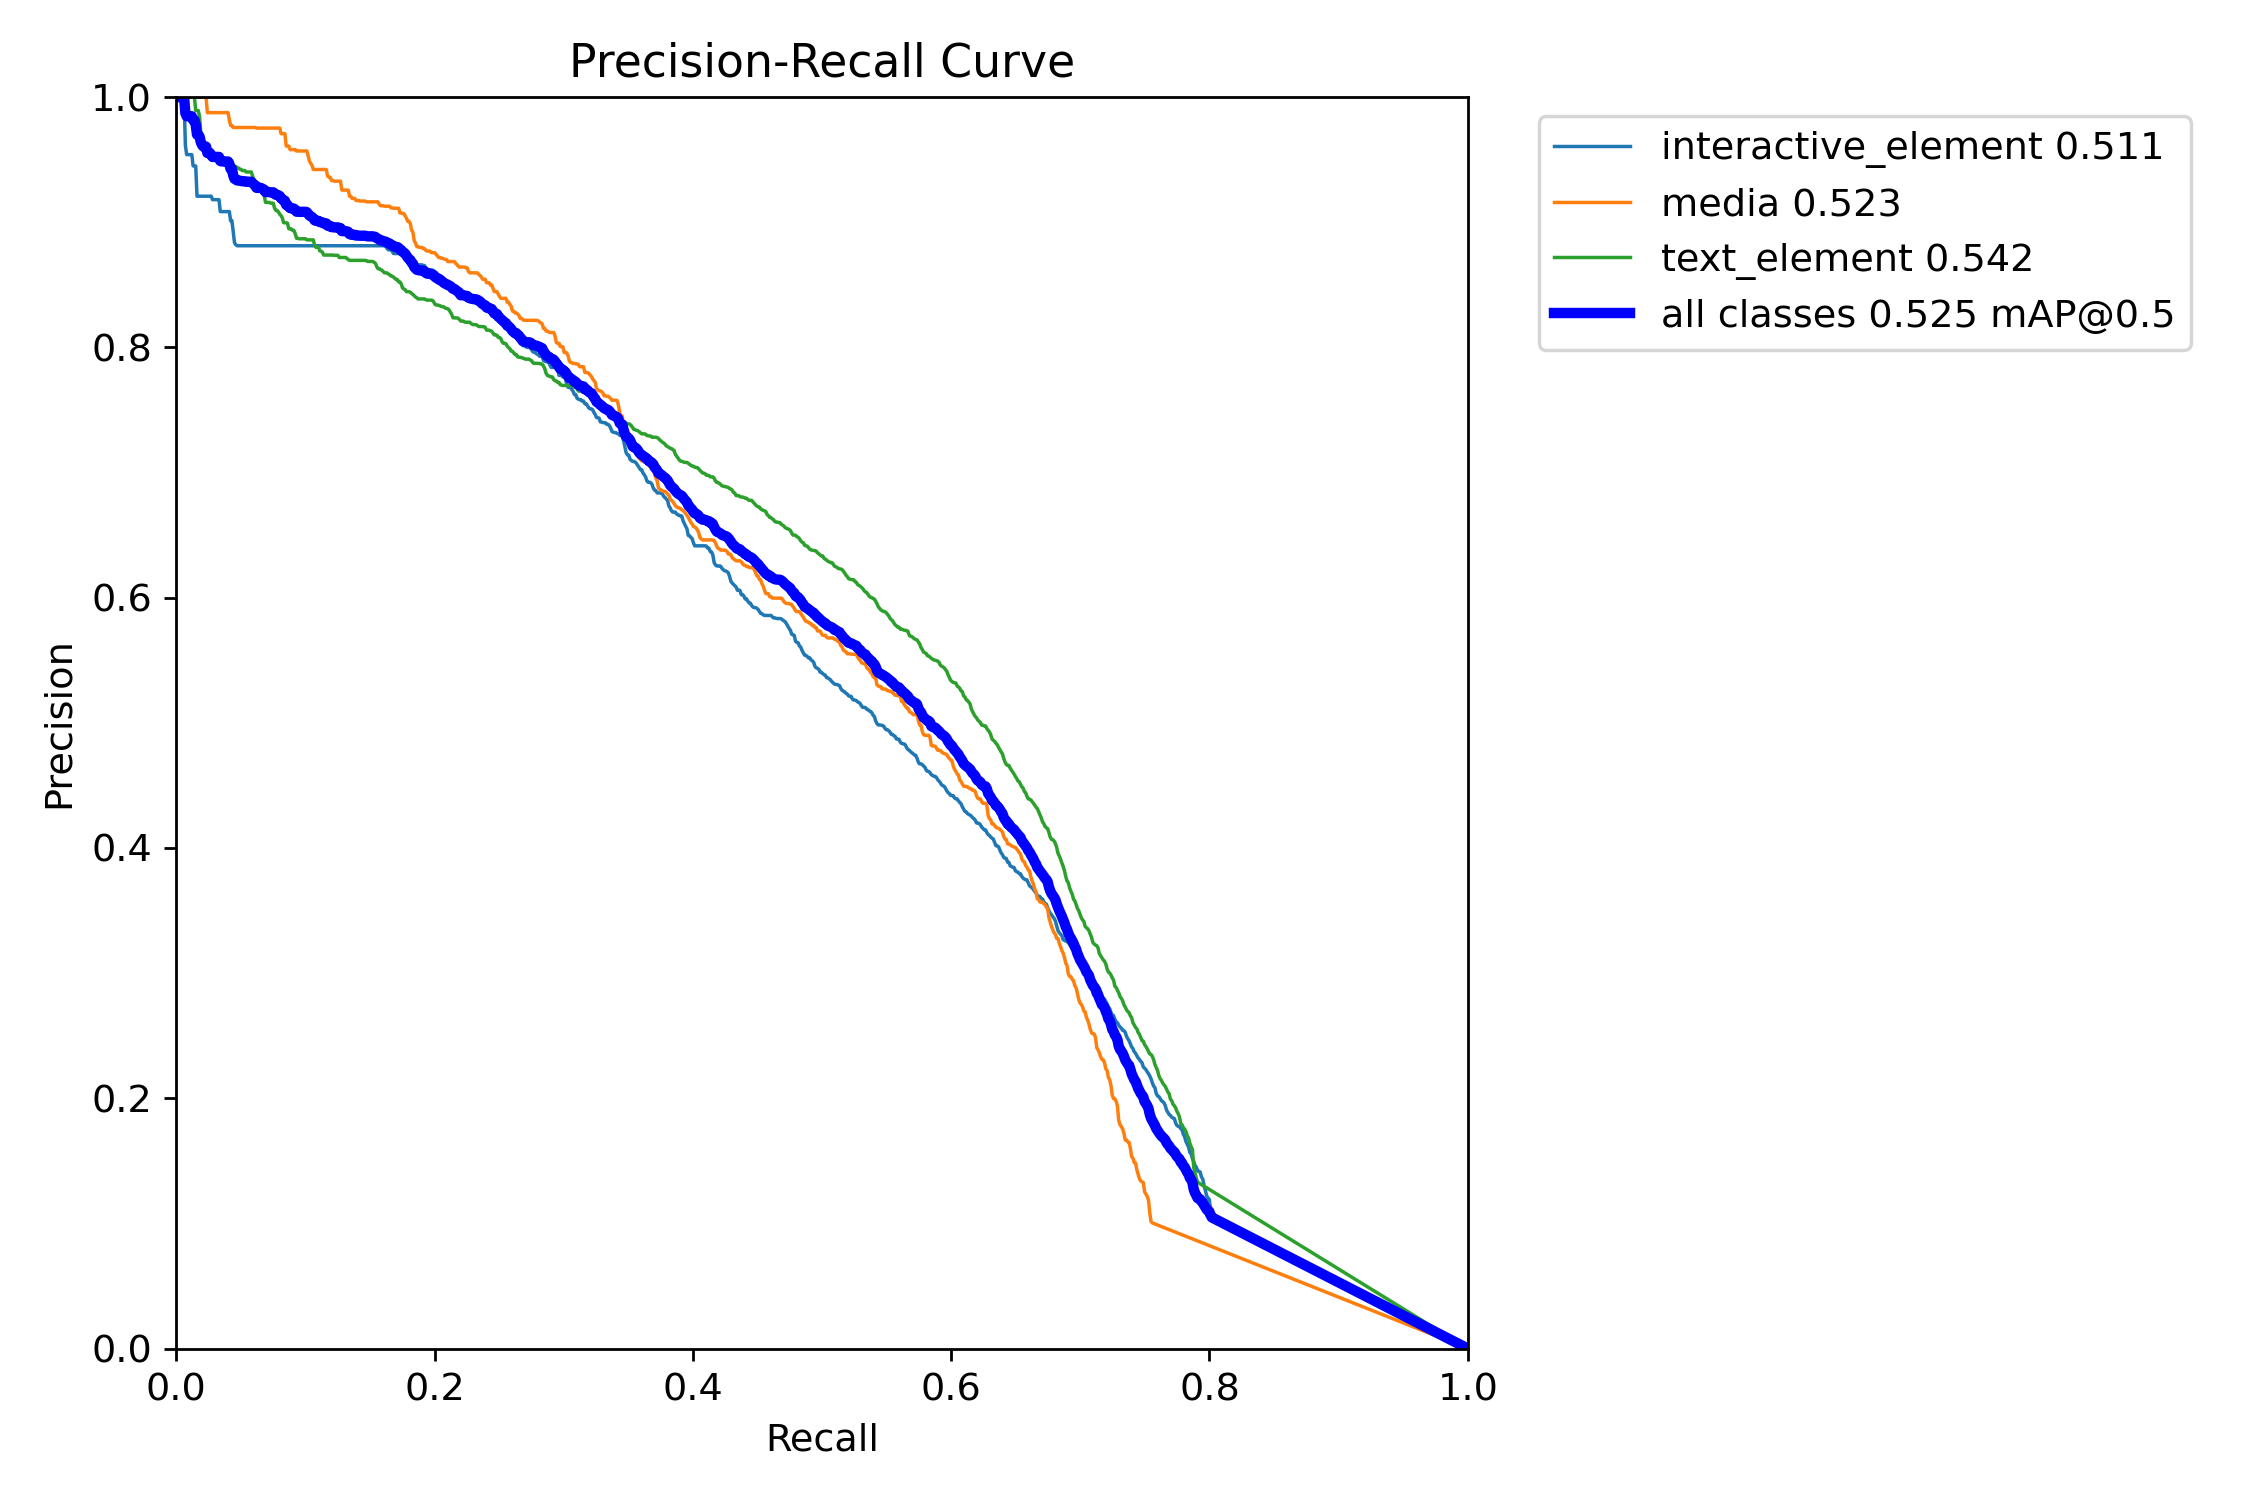 Precision-Recall Curve
1.0
0.8
0.6
0.4
0.2
0.0
Precision
0.0 0.2 0.4 0.6 0.8 1.0
Recall
interactive_element 0.511
media 0.523
text_element 0.542
all classes 0.525 mAP@0.5